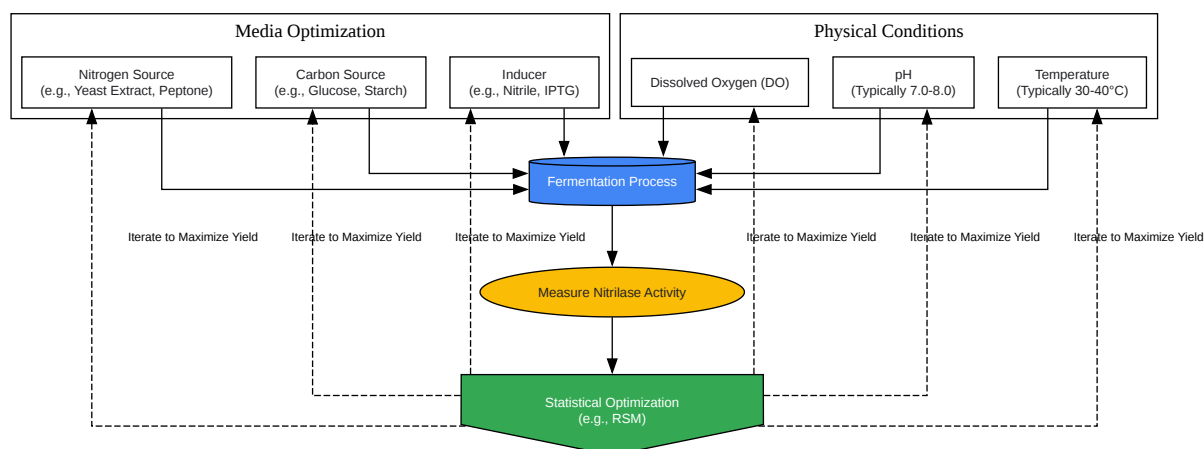 Media Optimization
Physical Conditions
Nitrogen Source
(e.g., Yeast Extract, Peptone)
Carbon Source
(e.g., Glucose, Starch)
Inducer
(e.g., Nitrile, IPTG)
Dissolved Oxygen (DO)
pH
(Typically 7.0-8.0)
Temperature
(Typically 30-40°C)
Fermentation Process
Iterate to Maximize Yield
Iterate to Maximize Yield
Iterate to Maximize Yield
Iterate to Maximize Yield
Iterate to Maximize Yield
Iterate to Maximize Yield
Measure Nitrilase Activity
Statistical Optimization
(e.g., RSM)